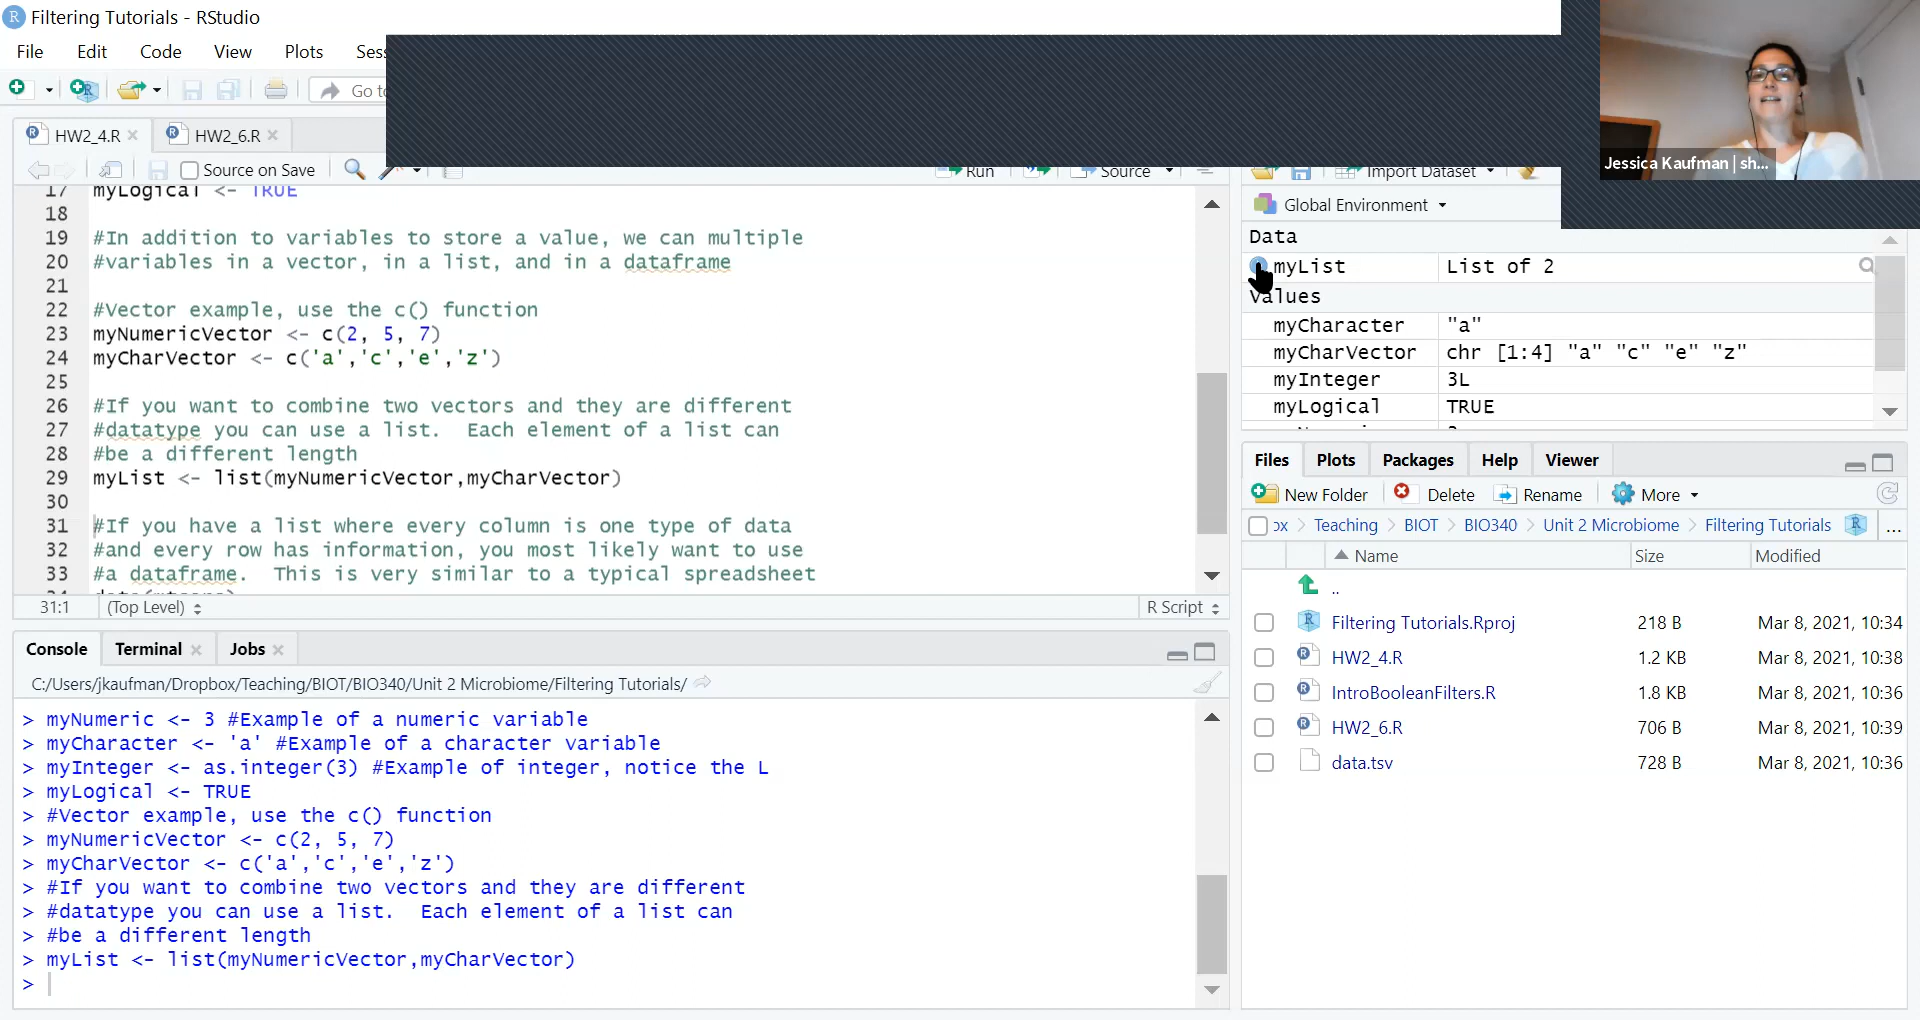 Filtering Tutorials - RStudio
File Edit Code View Plots Sess
Go to
HW2_4.R
HW2_6.R
Source on Save
Run
Source
17 myLogical <- TRUE
18
19 #In addition to variables to store a value, we can multiple
20 #variables in a vector, in a list, and in a dataframe
21
22 #Vector example, use the c() function
23 myNumericVector <- c(2, 5, 7)
24 myCharVector <- c('a','c','e','z')
25
26 #If you want to combine two vectors and they are different
27 #datatype you can use a list.  Each element of a list can
28 #be a different length
29 myList <- list(myNumericVector,myCharVector)
30
31 #If you have a list where every column is one type of data
32 #and every row has information, you most likely want to use
33 #a dataframe.  This is very similar to a typical spreadsheet
31:1 (Top Level) R Script
Console Terminal Jobs
C:/Users/jkaufman/Dropbox/Teaching/BIOT/BIO340/Unit 2 Microbiome/Filtering Tutorials/
> myNumeric <- 3 #Example of a numeric variable
> myCharacter <- 'a' #Example of a character variable
> myInteger <- as.integer(3) #Example of integer, notice the L
> myLogical <- TRUE
> #Vector example, use the c() function
> myNumericVector <- c(2, 5, 7)
> myCharVector <- c('a','c','e','z')
> #If you want to combine two vectors and they are different
> #datatype you can use a list.  Each element of a list can
> #be a different length
> myList <- list(myNumericVector,myCharVector)
>
Jessica Kaufman | sh...
Import Dataset
Global Environment
Data
myList List of 2
Values
myCharacter "a"
myCharVector chr [1:4] "a" "c" "e" "z"
myInteger 3L
myLogical TRUE
Files Plots Packages Help Viewer
New Folder Delete Rename More
ox > Teaching > BIOT > BIO340 > Unit 2 Microbiome > Filtering Tutorials ...
Name Size Modified
..
Filtering Tutorials.Rproj 218 B Mar 8, 2021, 10:34
HW2_4.R 1.2 KB Mar 8, 2021, 10:38
IntroBooleanFilters.R 1.8 KB Mar 8, 2021, 10:36
HW2_6.R 706 B Mar 8, 2021, 10:39
data.tsv 728 B Mar 8, 2021, 10:36